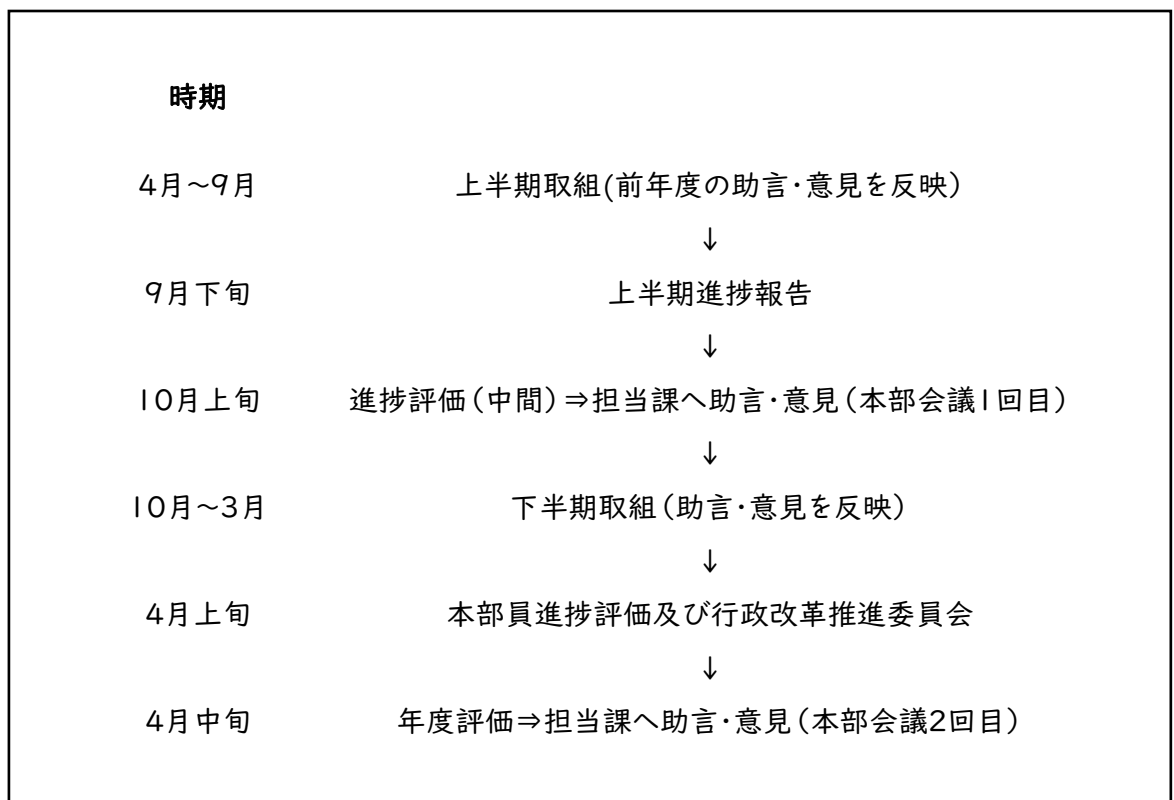 時期
4月～9月 上半期取組(前年度の助言・意見を反映)
↓
9月下旬 上半期進捗報告
↓
10月上旬 進捗評価(中間)⇒担当課へ助言・意見(本部会議1回目)
↓
10月～3月 下半期取組(助言・意見を反映)
↓
4月上旬 本部員進捗評価及び行政改革推進委員会
↓
4月中旬 年度評価⇒担当課へ助言・意見(本部会議2回目)